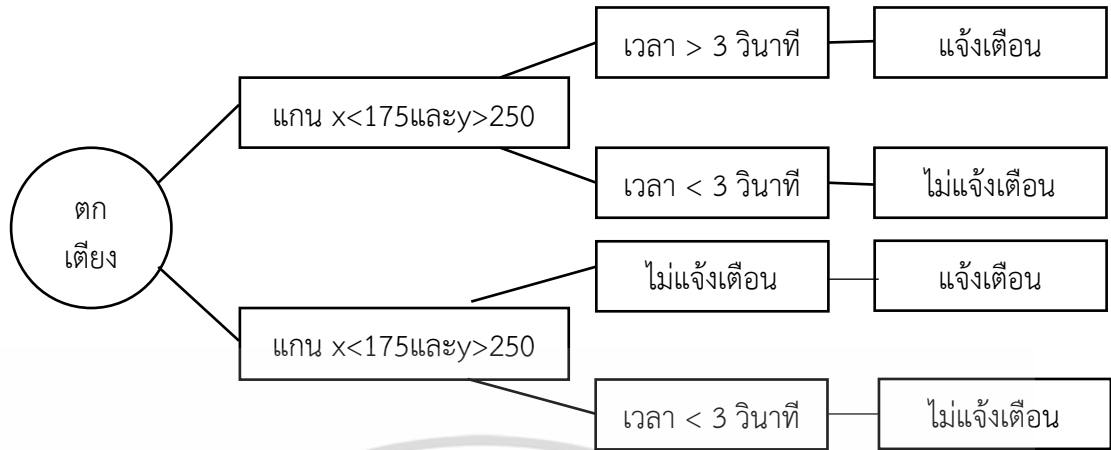 เวลา > 3 วินาที
แจ้งเตือน
แกน x<175และy>250
เวลา < 3 วินาที
ไม่แจ้งเตือน
ตก
เตียง
ไม่แจ้งเตือน
แจ้งเตือน
แกน x<175และy>250
เวลา < 3 วินาที
ไม่แจ้งเตือน